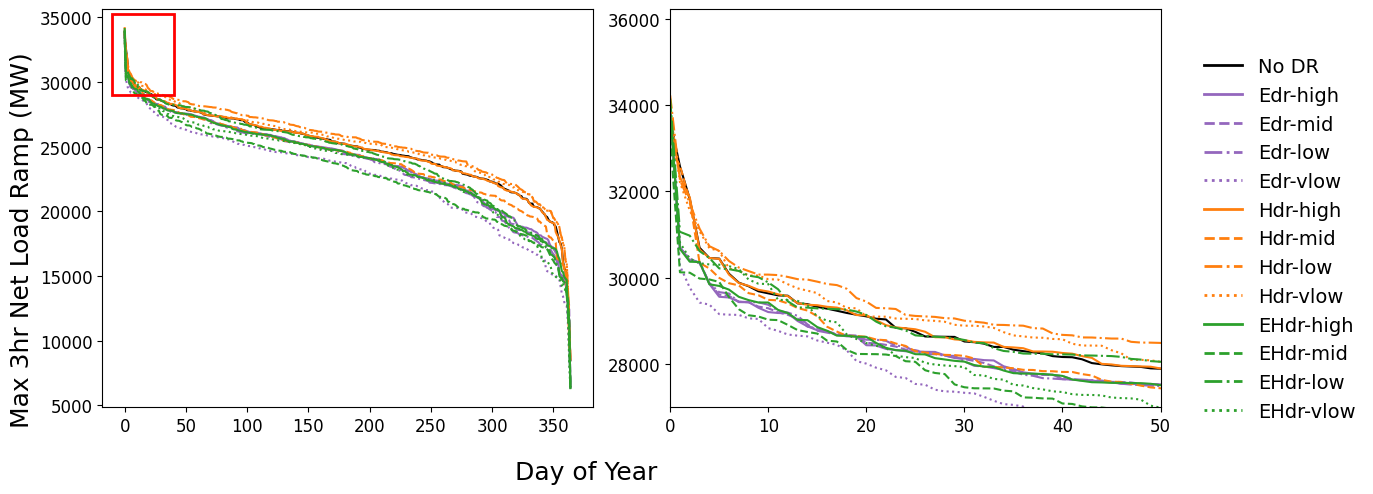 Max 3hr Net Load Ramp (MW)
35000
30000
25000
20000
15000
10000
5000
0 50 100 150 200 250 300 350
36000
34000
32000
30000
28000
0 10 20 30 40 50
Day of Year
No DR
Edr-high
Edr-mid
Edr-low
Edr-vlow
Hdr-high
Hdr-mid
Hdr-low
Hdr-vlow
EHdr-high
EHdr-mid
EHdr-low
EHdr-vlow